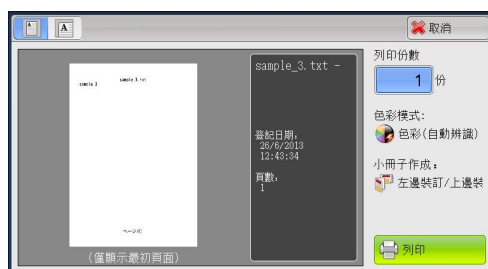 取消
列印份數
1 份
色彩模式:
色彩(自動辨識)
小冊子作成:
左邊裝訂/上邊裝
列印
sample_3.txt -
登記日期:
26/6/2013
12:43:34
頁數:
1
sample 3
sample 3.txt
(僅顯示最初頁面)
A